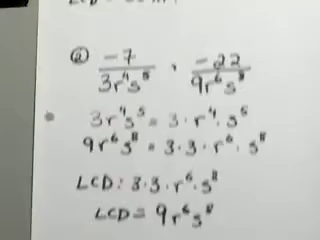 ⓐ -7/3r⁴s⁵ , -22/9r⁶s⁸
3r⁴s⁵ = 3 · r⁴ · s⁵
9r⁶s⁸ = 3 · 3 · r⁶ · s⁸
LCD: 3·3 · r⁶ · s⁸
LCD = 9r⁶s⁸